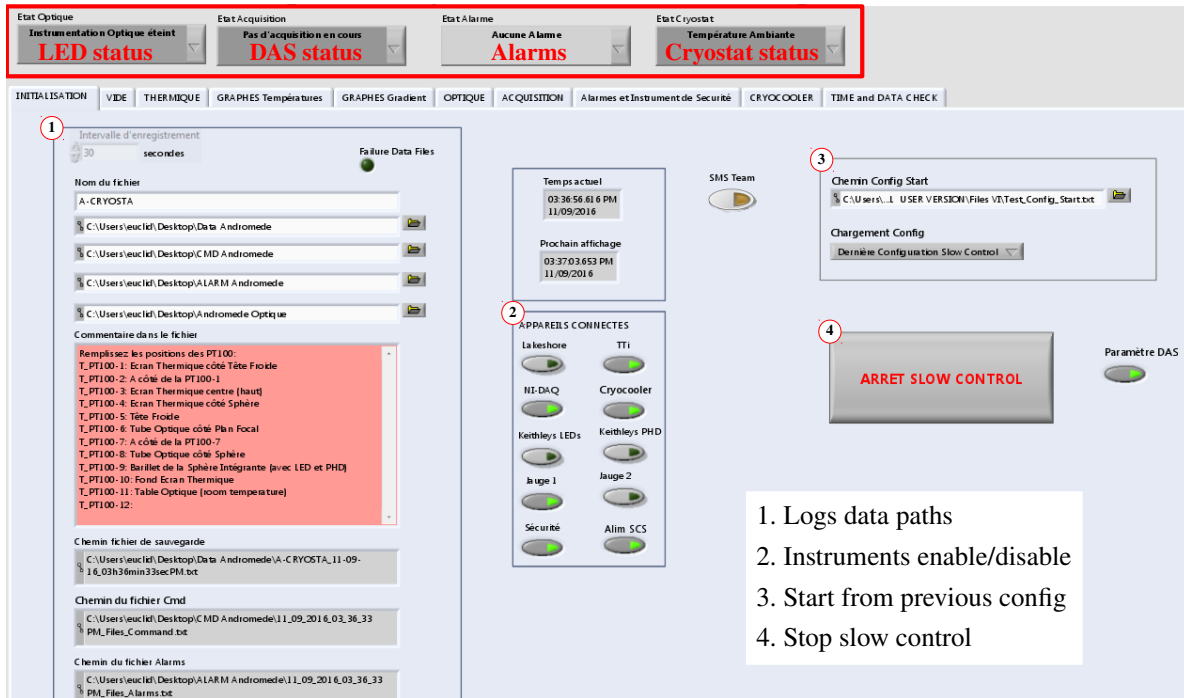 Etat Optique
Etat Acquisition
Etat Alarme
Etat Cryostat
Instrumentation Optique éteint
LED status
Pas d'acquisition en cours
DAS status
Aucune Alarme
Alarms
Température Ambiante
Cryostat status
INITIALISATION VIDE THERMIQUE GRAPHES Températures GRAPHES Gradient OPTIQUE ACQUISITION Alarmes et Instrument de Securité CRYOCOOLER TIME and DATA CHECK
1
Intervalle d'enregistrement
30 secondes
Failure Data Files
Nom du fichier
A-CRYOSTA
C:\Users\euclid\Desktop\Data Andromede
C:\Users\euclid\Desktop\CMD Andromede
C:\Users\euclid\Desktop\ALARM Andromede
C:\Users\euclid\Desktop\Andromede Optique
Commentaire dans le fichier
Remplissez les positions des PT100:
T_PT100-1: Ecran Thermique côté Tête Froide
T_PT100-2: A côté de la PT100-1
T_PT100-3: Ecran Thermique centre (haut)
T_PT100-4: Ecran Thermique côté Sphère
T_PT100-5: Tête Froide
T_PT100-6: Tube Optique côté Plan Focal
T_PT100-7: A côté de la PT100-7
T_PT100-8: Tube Optique côté Sphère
T_PT100-9: Barillet de la Sphère Intégrante (avec LED et PHD)
T_PT100-10: Fond Ecran Thermique
T_PT100-11: Table Optique (room temperature)
T_PT100-12:
Chemin fichier de sauvegarde
C:\Users\euclid\Desktop\Data Andromede\A-CRYOSTA_11-09-
16_03h36min33secPM.txt
Chemin du fichier Cmd
C:\Users\euclid\Desktop\CMD Andromede\11_09_2016_03_36_33
PM_Files_Command.txt
Chemin du fichier Alarms
C:\Users\euclid\Desktop\ALARM Andromede\11_09_2016_03_36_33
PM_Files_Alarms.txt
Temps actuel
03:36:56.616 PM
11/09/2016
Prochain affichage
03:37:03.653 PM
11/09/2016
SMS Team
2
APPAREILS CONNECTES
Lakeshore TTi
NI-DAQ Cryocooler
Keithleys LEDs Keithleys PHD
Jauge 1 Jauge 2
Sécurité Alim SCS
3
Chemin Config Start
C:\Users\...L USER VERSION\Files VI\Test_Config_Start.txt
Chargement Config
Dernière Configuration Slow Control
4
ARRET SLOW CONTROL
Paramètre DAS
1. Logs data paths
2. Instruments enable/disable
3. Start from previous config
4. Stop slow control